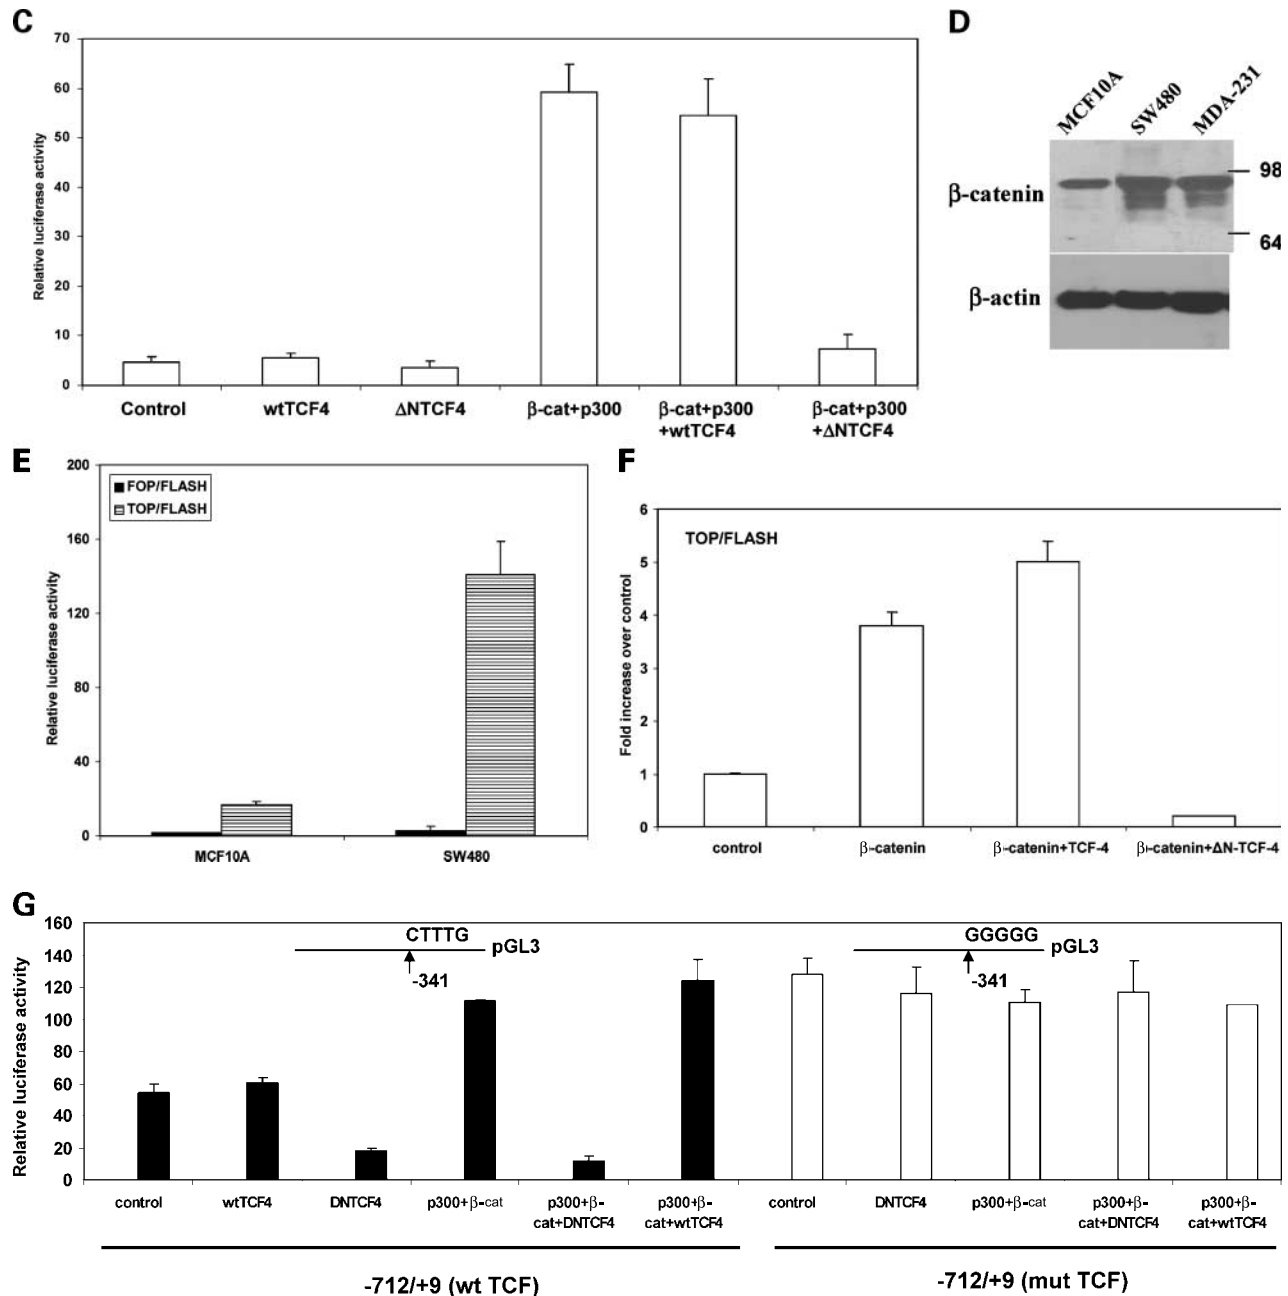 C
Relative luciferase activity
70
60
50
40
30
20
10
0
Control
wtTCF4
ΔNTCF4
β-cat+p300
β-cat+p300
+wtTCF4
β-cat+p300
+ΔNTCF4
D
MCF10A
SW480
MDA-231
β-catenin
98
64
β-actin
E
Relative luciferase activity
200
160
120
80
40
0
FOP/FLASH
TOP/FLASH
MCF10A
SW480
F
Fold increase over control
6
5
4
3
2
1
0
TOP/FLASH
control
β-catenin
β-catenin+TCF-4
β-catenin+ΔN-TCF-4
G
Relative luciferase activity
160
140
120
100
80
60
40
20
0
CTTTG
pGL3
-341
GGGGG
pGL3
-341
control
wtTCF4
DNTCF4
p300+β-cat
p300+β-
cat+DNTCF4
p300+β-
cat+wtTCF4
control
DNTCF4
p300+β-cat
p300+β-
cat+DNTCF4
p300+β-
cat+wtTCF4
-712/+9 (wt TCF)
-712/+9 (mut TCF)